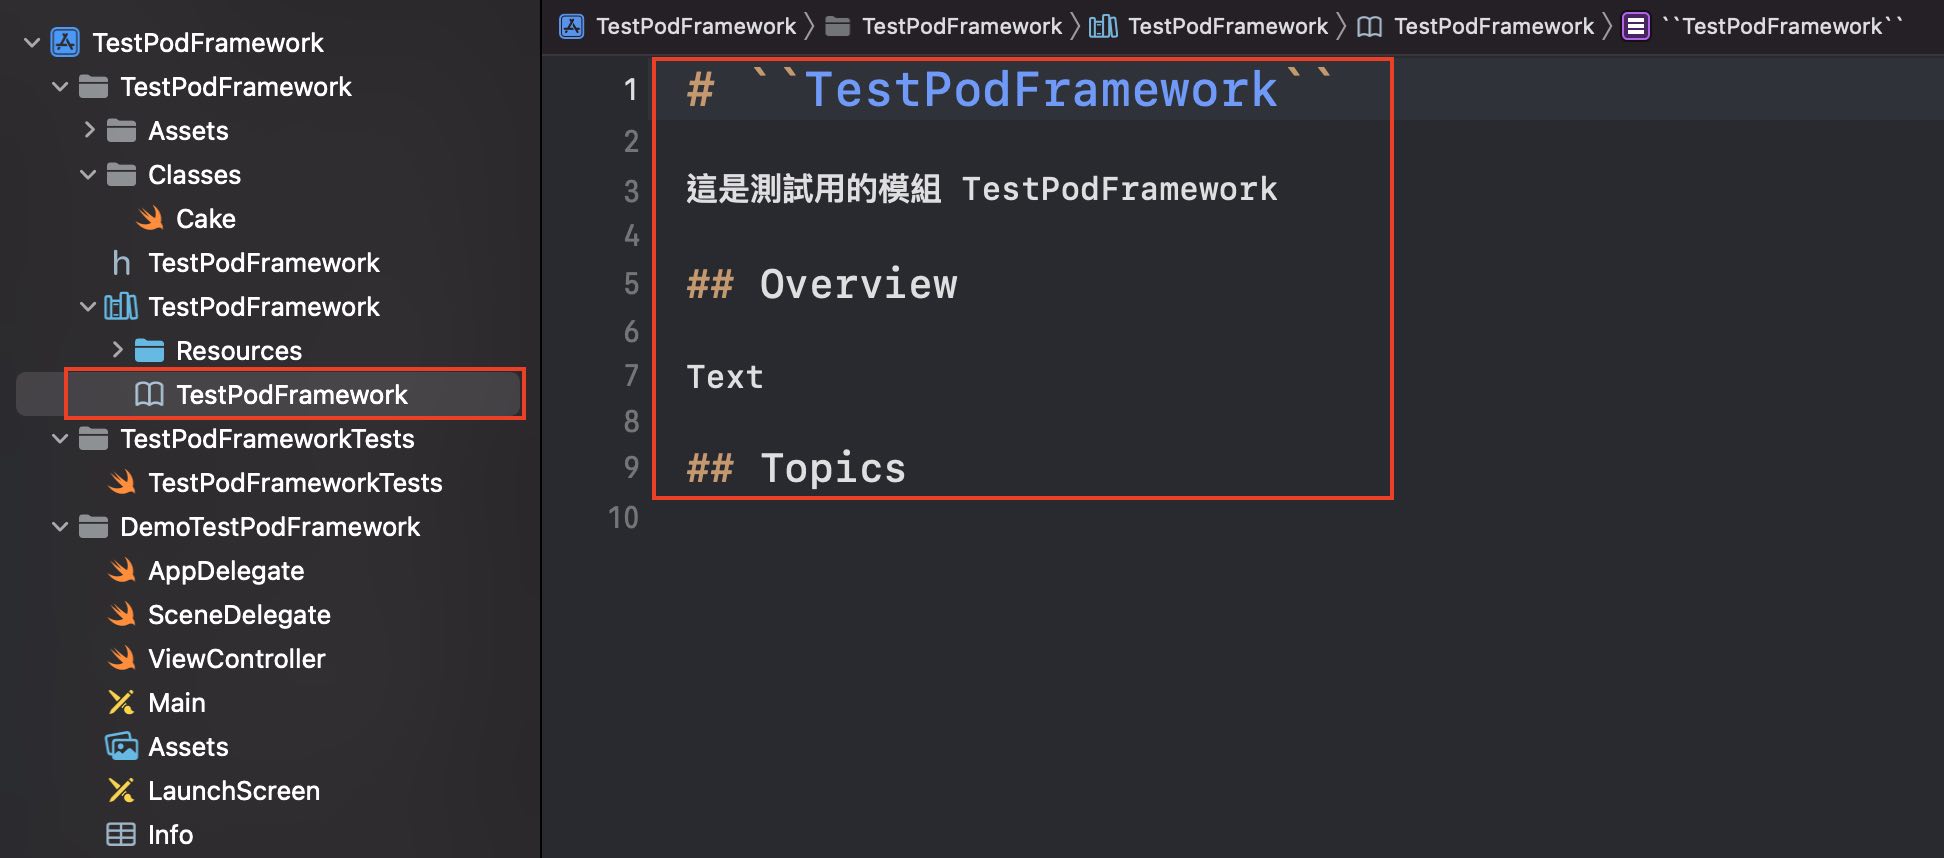 TestPodFramework
TestPodFramework
Assets
Classes
Cake
h TestPodFramework
TestPodFramework
Resources
TestPodFramework
TestPodFrameworkTests
TestPodFrameworkTests
DemoTestPodFramework
AppDelegate
SceneDelegate
ViewController
Main
Assets
LaunchScreen
Info
TestPodFramework 〉 TestPodFramework 〉 TestPodFramework 〉 TestPodFramework 〉 ``TestPodFramework``
1 # ``TestPodFramework``
2
3 這是測試用的模組 TestPodFramework
4
5 ## Overview
6
7 Text
8
9 ## Topics
10